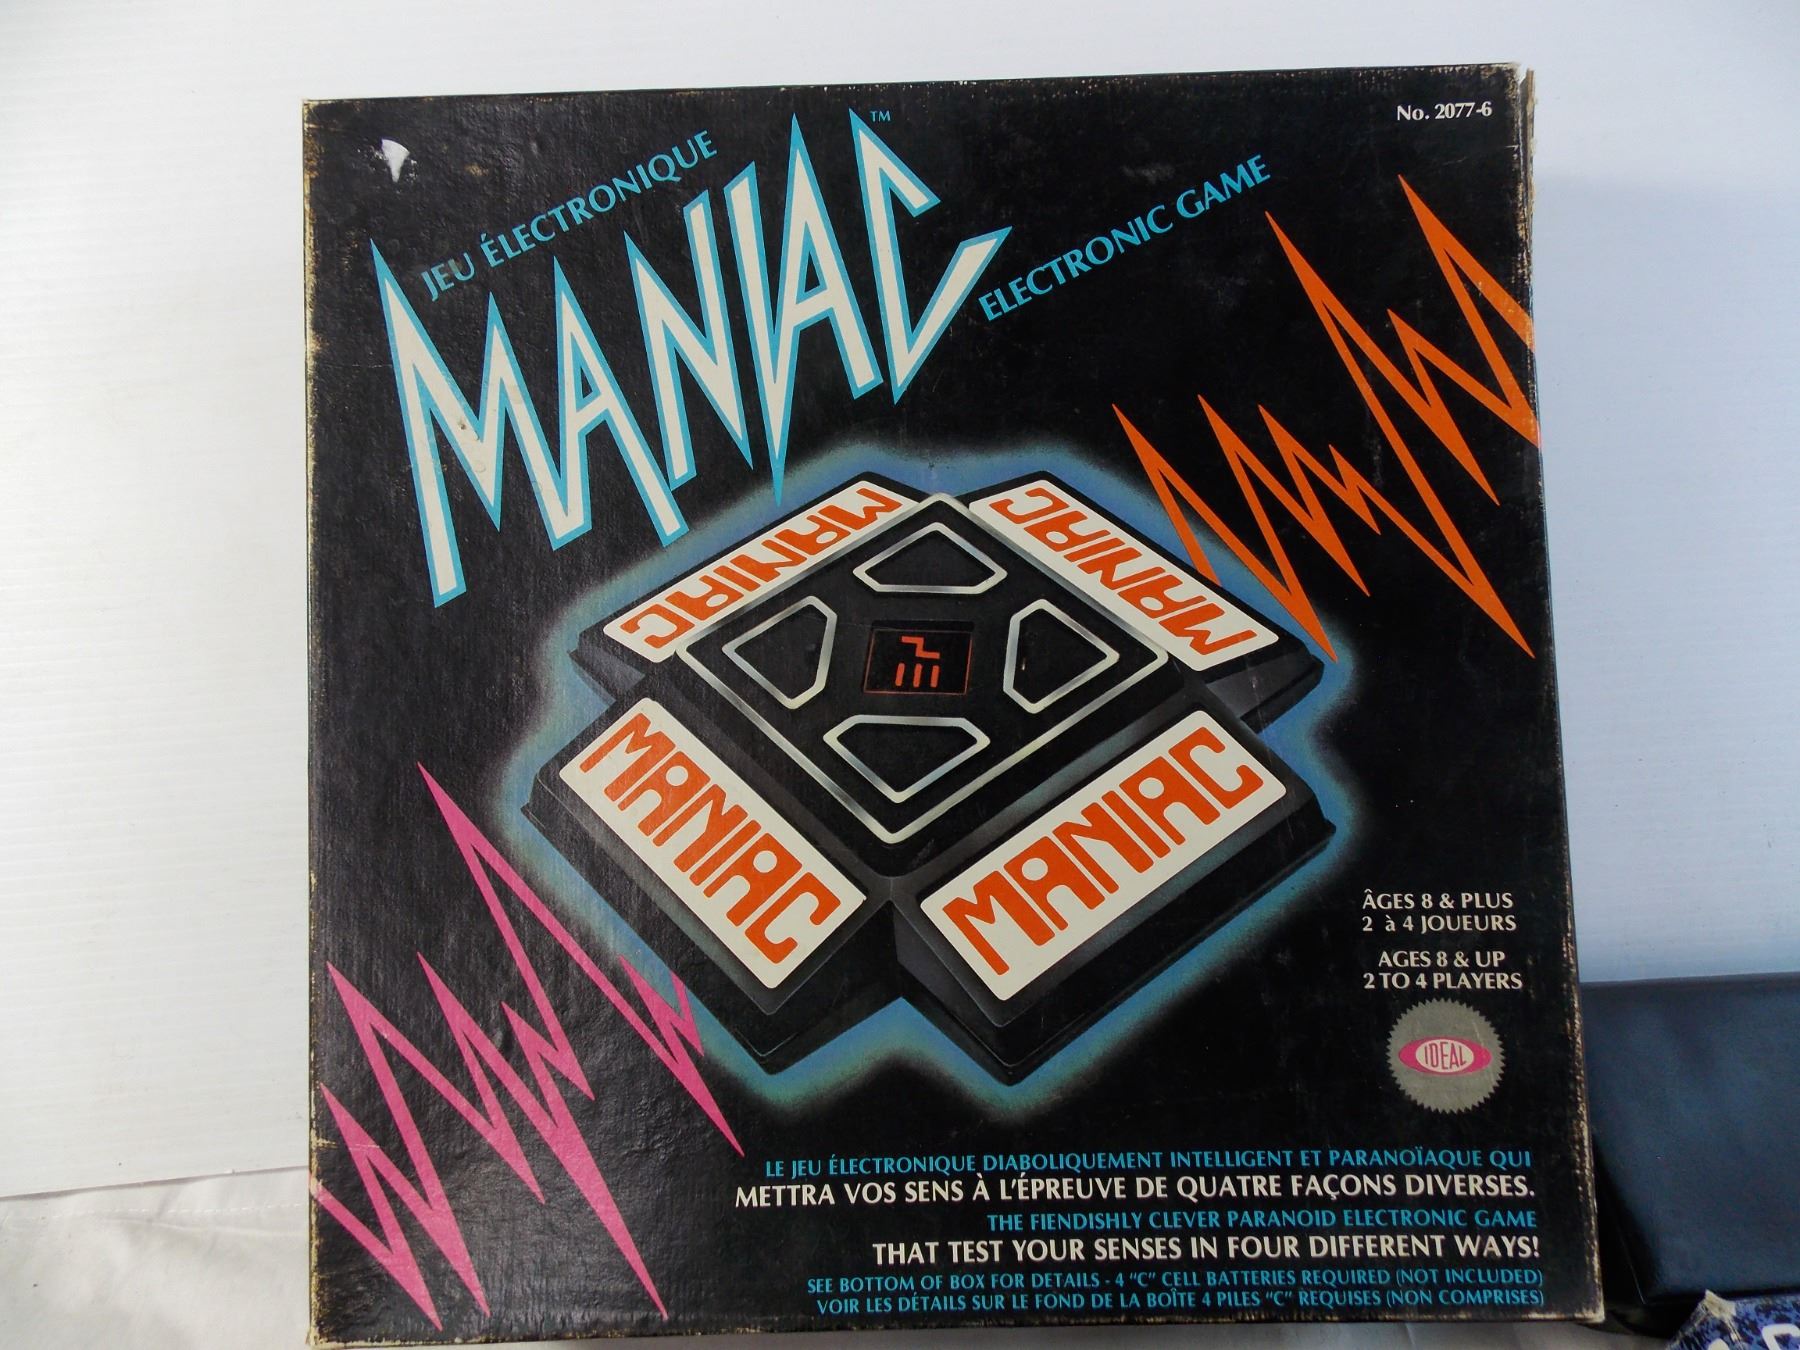 No. 2077-6
JEU ÉLECTRONIQUE
MANIAC™
ELECTRONIC GAME
MANIAC
MANIAC
MANIAC
MANIAC
ÂGES 8 & PLUS
2 à 4 JOUEURS
AGES 8 & UP
2 TO 4 PLAYERS
IDEAL
LE JEU ÉLECTRONIQUE DIABOLIQUEMENT INTELLIGENT ET PARANOÏAQUE QUI
METTRA VOS SENS À L'ÉPREUVE DE QUATRE FAÇONS DIVERSES.
THE FIENDISHLY CLEVER PARANOID ELECTRONIC GAME
THAT TEST YOUR SENSES IN FOUR DIFFERENT WAYS!
SEE BOTTOM OF BOX FOR DETAILS - 4 "C" CELL BATTERIES REQUIRED (NOT INCLUDED)
VOIR LES DÉTAILS SUR LE FOND DE LA BOÎTE 4 PILES "C" REQUISES (NON COMPRISES)